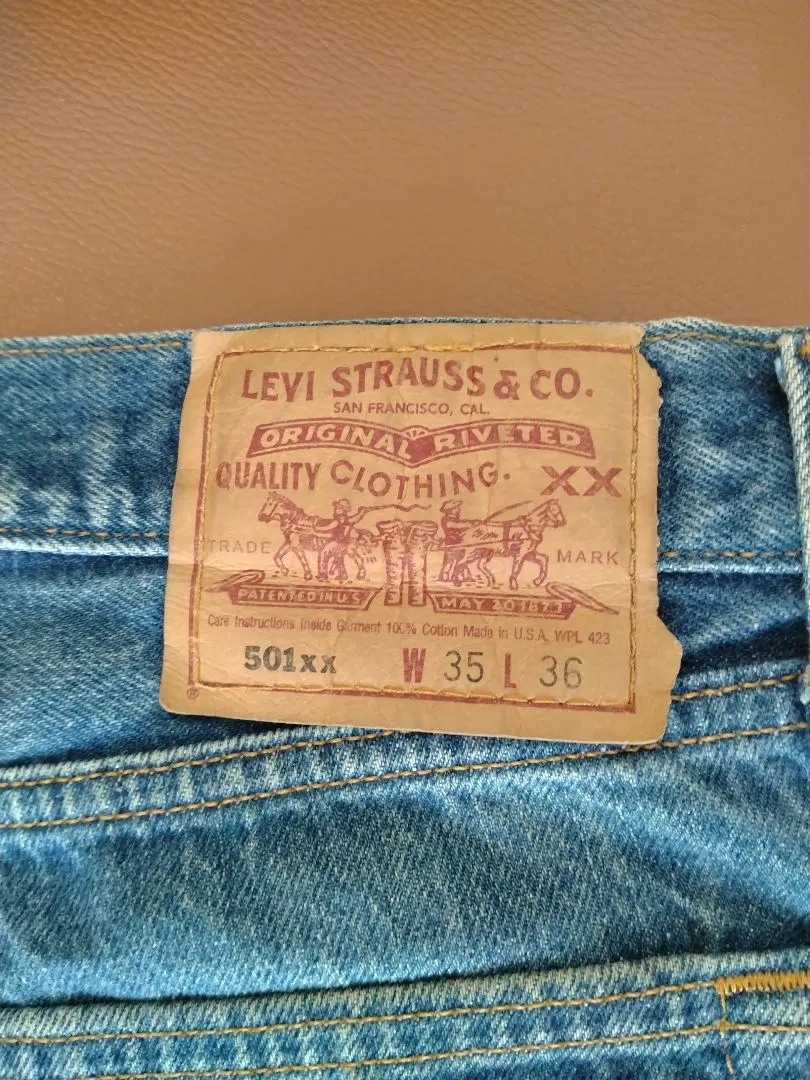 LEVI STRAUSS & CO.
SAN FRANCISCO, CAL.
ORIGINAL RIVETED
QUALITY CLOTHING. XX
TRADE MARK
PATENTED IN U.S. MAY 20 1873
Care Instructions Inside Garment 100% Cotton Made in U.S.A. WPL 423
501xx W 35 L 36
®